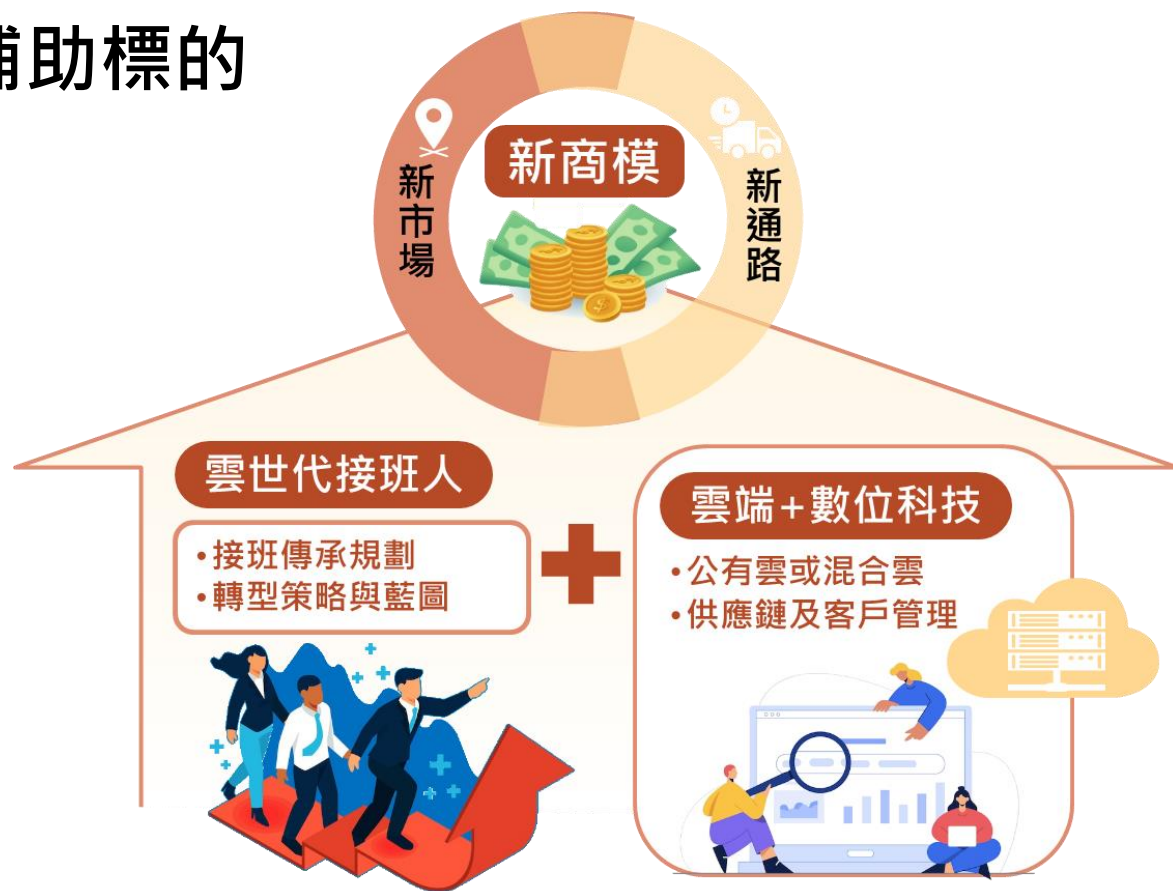 輔助標的
新商模
新市場
新通路
雲世代接班人
•接班傳承規劃
•轉型策略與藍圖
雲端+數位科技
•公有雲或混合雲
•供應鏈及客戶管理